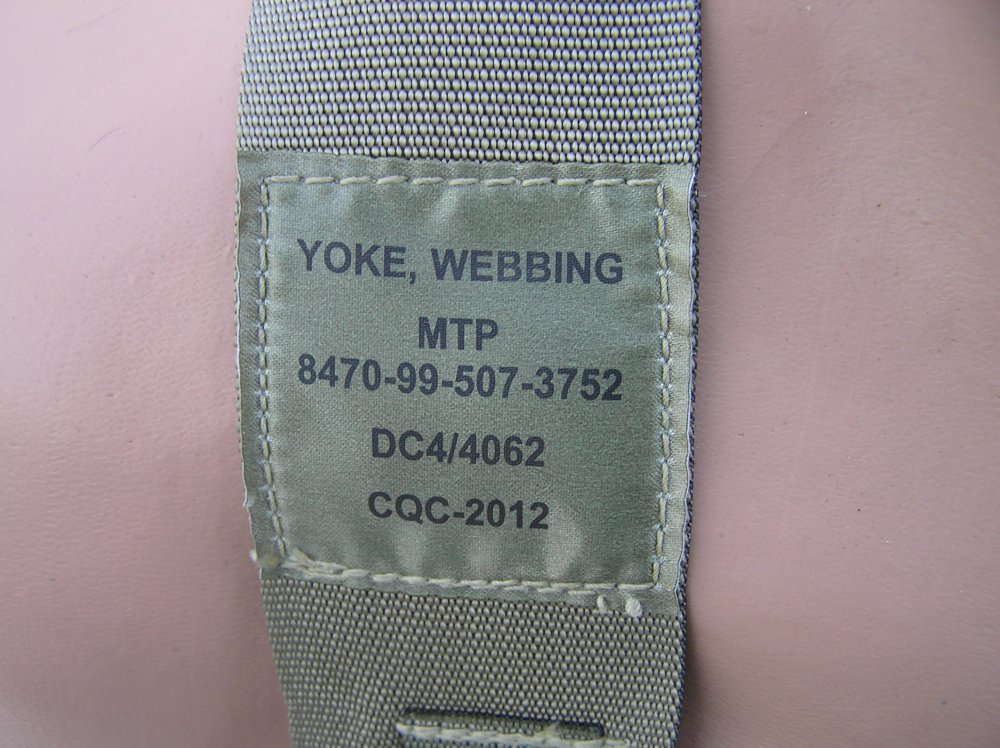 YOKE, WEBBING
MTP
8470-99-507-3752
DC4/4062
CQC-2012